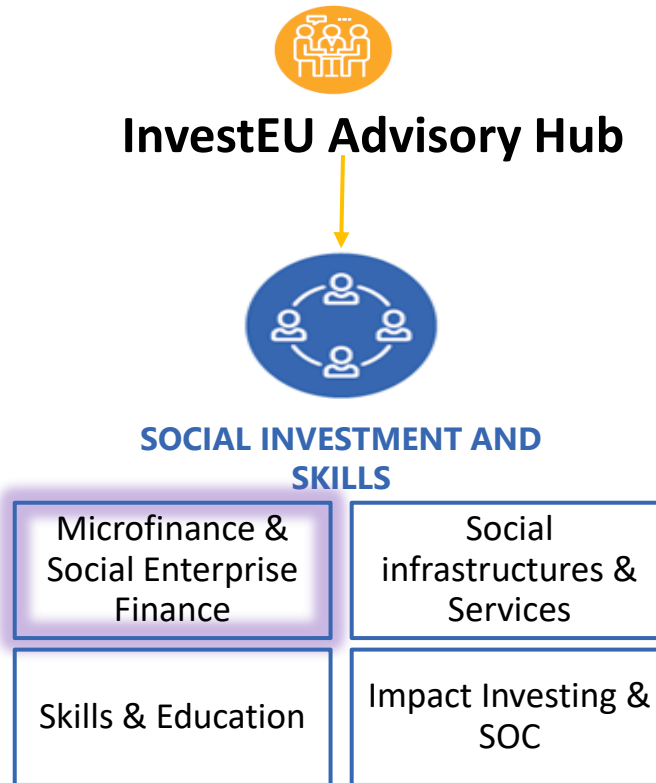 InvestEU Advisory Hub
SOCIAL INVESTMENT AND
SKILLS
Microfinance &
Social Enterprise
Finance
Social
infrastructures &
Services
Skills & Education
Impact Investing &
SOC